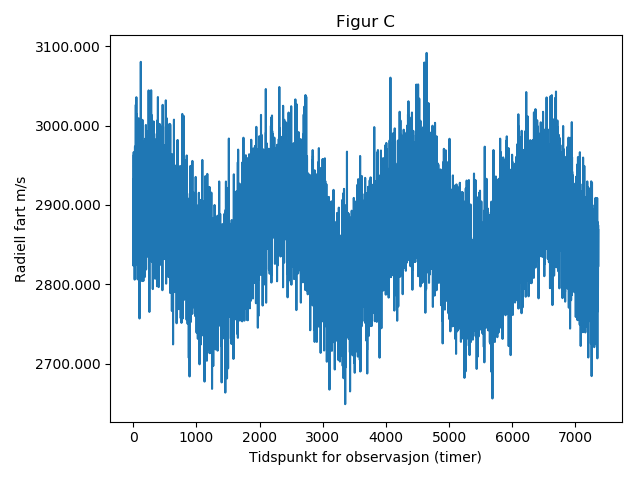 Figur C
3100.000
3000.000
2900.000
2800.000
2700.000
Radiell fart m/s
0 1000 2000 3000 4000 5000 6000 7000
Tidspunkt for observasjon (timer)